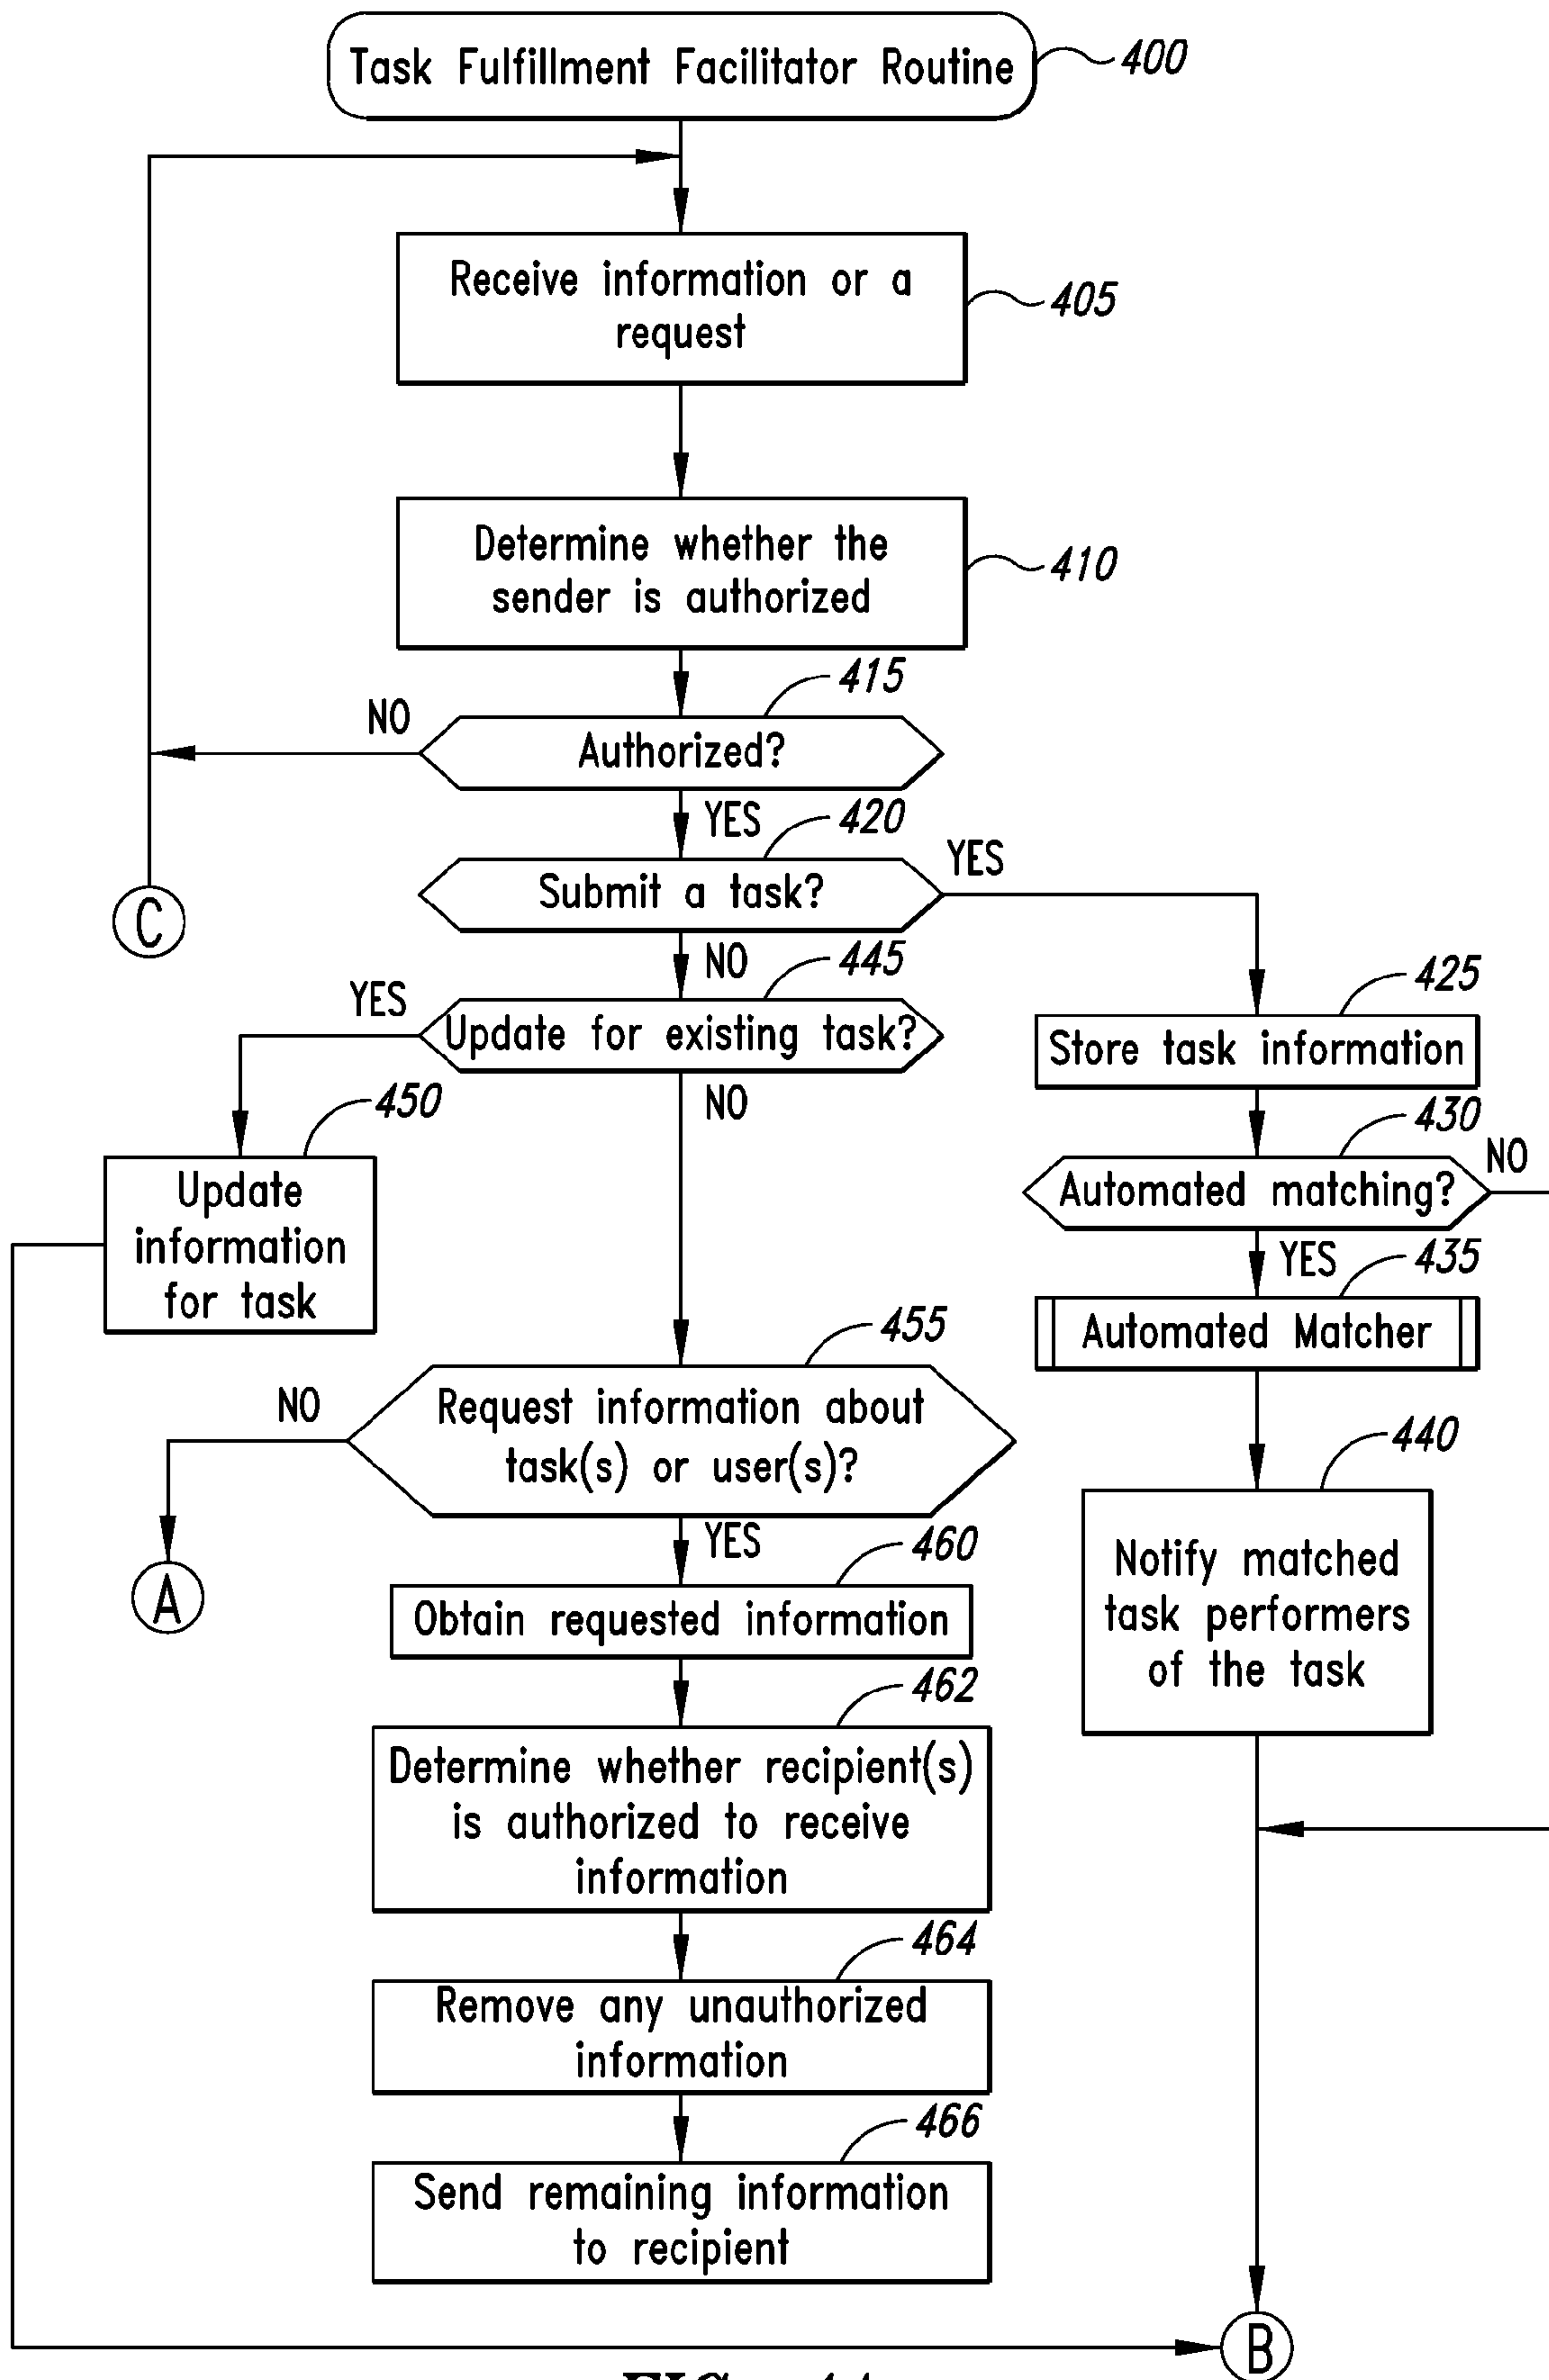 Task Fulfillment Facilitator Routine
400
Receive information or a
request
405
Determine whether the
sender is authorized
410
415
NO
Authorized?
YES
420
YES
Submit a task?
C
NO
445
YES
Update for existing task?
425
Store task information
NO
450
430
NO
Update
information
for task
Automated matching?
YES
435
455
Automated Matcher
NO
Request information about
task(s) or user(s)?
440
YES
460
A
Notify matched
task performers
of the task
Obtain requested information
462
Determine whether recipient(s)
is authorized to receive
information
464
Remove any unauthorized
information
466
Send remaining information
to recipient
B